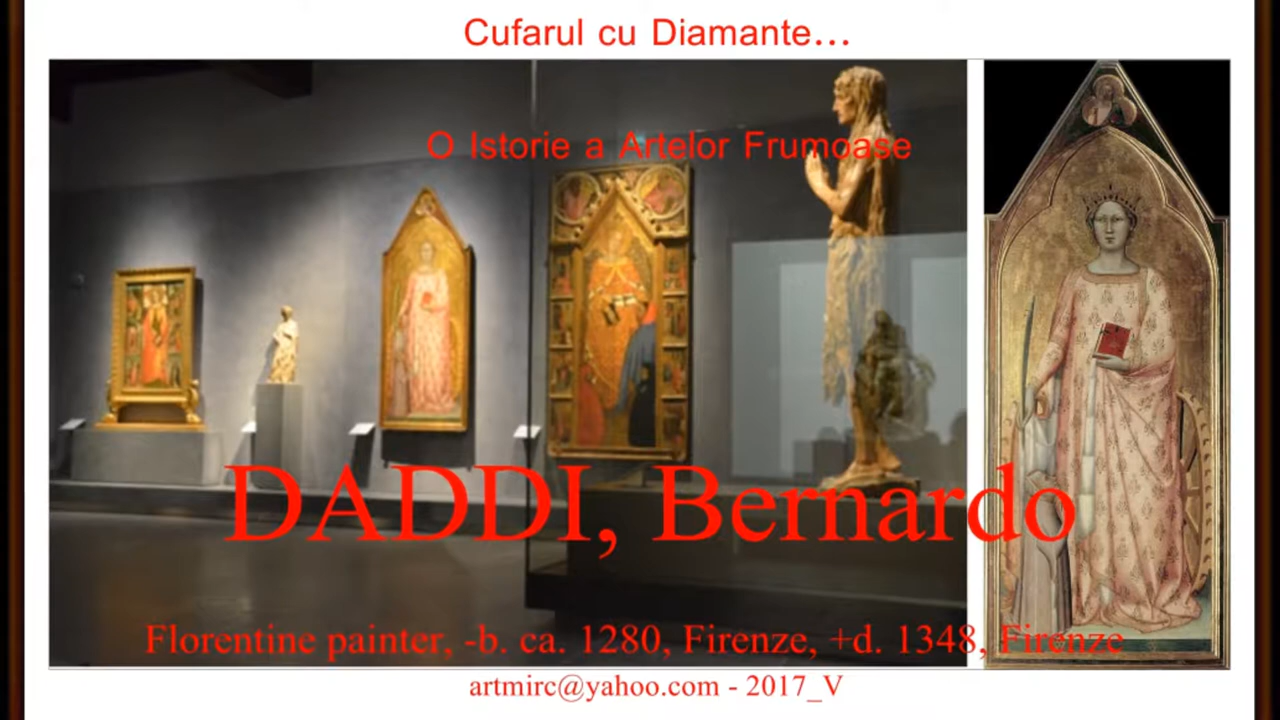 Cufarul cu Diamante...
O Istorie a Artelor Frumoase
DADDI, Bernardo
Florentine painter, -b. ca. 1280, Firenze, +d. 1348, Firenze
artmirc@yahoo.com - 2017_V